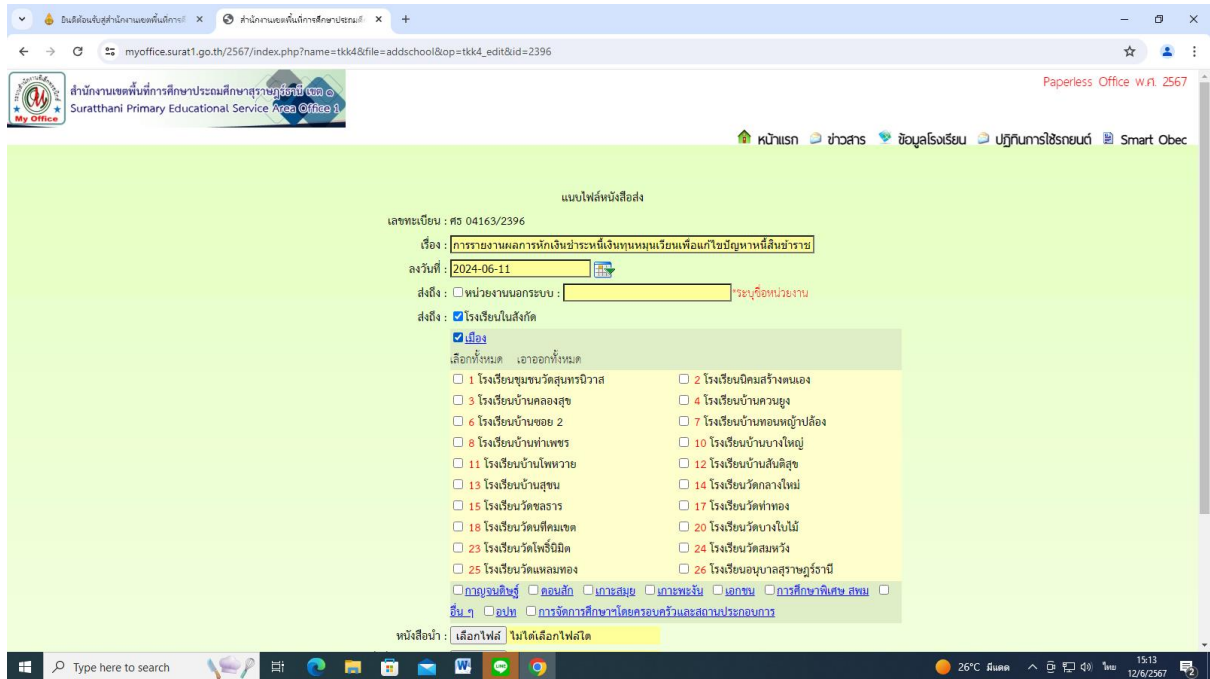 อินดีต้อนรับสู่สำนักงานเขตพื้นที่การศึ
สำนักงานเขตพื้นที่การศึกษาประถมศึ
myoffice.surat1.go.th/2567/index.php?name=tkk4&file=addschool&op=tkk4_edit&id=2396
My Office
สำนักงานเขตพื้นที่การศึกษาประถมศึกษาสุราษฎร์ธานี เขต ๑
Suratthani Primary Educational Service Area Office 1
Paperless Office พ.ศ. 2567
หน้าแรก ข่าวสาร ข้อมูลโรงเรียน ปฏิทินการใช้รถยนต์ Smart Obec
แนบไฟล์หนังสือส่ง
เลขทะเบียน : ศธ 04163/2396
เรื่อง : การรายงานผลการหักเงินชำระหนี้เงินทุนหมุนเวียนเพื่อแก้ไขปัญหาหนี้สินข้าราช
ลงวันที่ : 2024-06-11
ส่งถึง : หน่วยงานนอกระบบ : *ระบุชื่อหน่วยงาน
ส่งถึง : โรงเรียนในสังกัด
เมือง
เลือกทั้งหมด เอาออกทั้งหมด
1 โรงเรียนชุมชนวัดสุนทรนิวาส 2 โรงเรียนนิคมสร้างตนเอง
3 โรงเรียนบ้านคลองสุข 4 โรงเรียนบ้านควนยูง
6 โรงเรียนบ้านซอย 2 7 โรงเรียนบ้านทอนหญ้าปล้อง
8 โรงเรียนบ้านท่าเพชร 10 โรงเรียนบ้านบางใหญ่
11 โรงเรียนบ้านโพหวาย 12 โรงเรียนบ้านสันติสุข
13 โรงเรียนบ้านสุขน 14 โรงเรียนวัดกลางใหม่
15 โรงเรียนวัดชลธาร 17 โรงเรียนวัดท่าทอง
18 โรงเรียนวัดนทีคมเขต 20 โรงเรียนวัดบางใบไม้
23 โรงเรียนวัดโพธิ์นิมิต 24 โรงเรียนวัดสมหวัง
25 โรงเรียนวัดแหลมทอง 26 โรงเรียนอนุบาลสุราษฎร์ธานี
กาญจนดิษฐ์ ดอนสัก เกาะสมุย เกาะพะงัน เอกชน การศึกษาพิเศษ สพม
อื่น ๆ อปท การจัดการศึกษาฯโดยครอบครัวและสถานประกอบการ
หนังสือนำ : เลือกไฟล์ ไม่ได้เลือกไฟล์ใด
Type here to search
26°C มีแดด
ไทย
15:13
12/6/2567
2